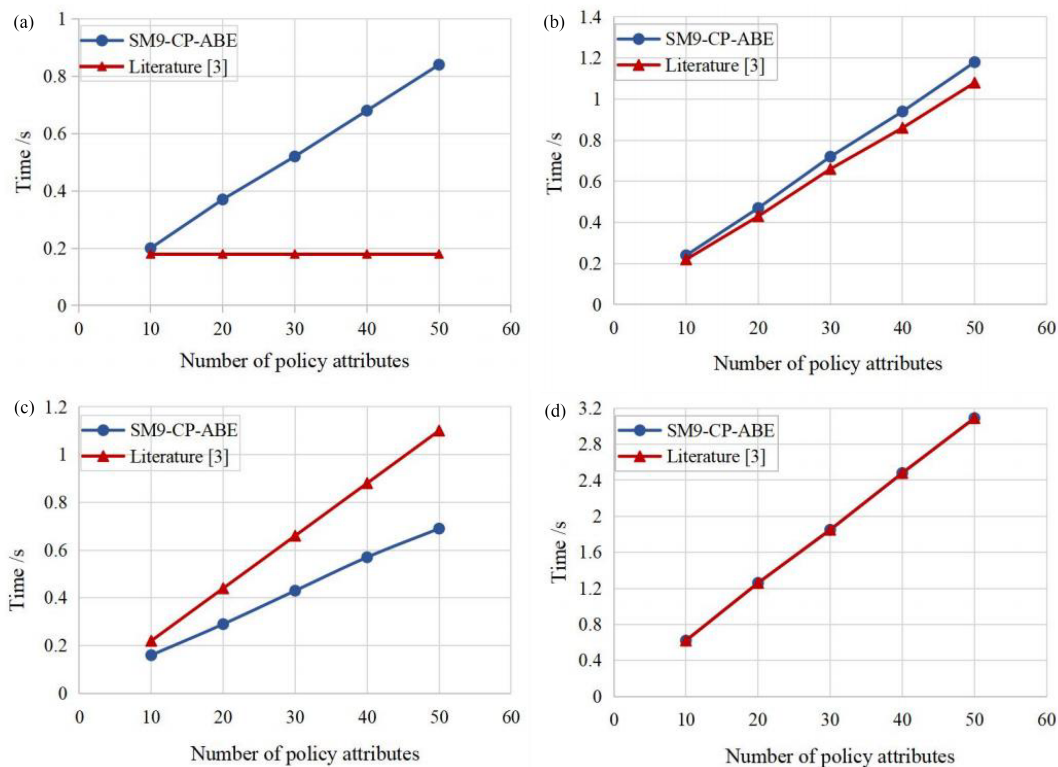 (a)
1
0.8
0.6
0.4
0.2
0
Time /s
SM9-CP-ABE
Literature [3]
0 10 20 30 40 50 60
Number of policy attributes
(b)
1.4
1.2
1
0.8
0.6
0.4
0.2
0
Time /s
SM9-CP-ABE
Literature [3]
0 10 20 30 40 50 60
Number of policy attributes
(c)
1.2
1
0.8
0.6
0.4
0.2
0
Time /s
SM9-CP-ABE
Literature [3]
0 10 20 30 40 50 60
Number of policy attributes
(d)
3.2
2.8
2.4
2
1.6
1.2
0.8
0.4
0
Time /s
SM9-CP-ABE
Literature [3]
0 10 20 30 40 50 60
Number of policy attributes